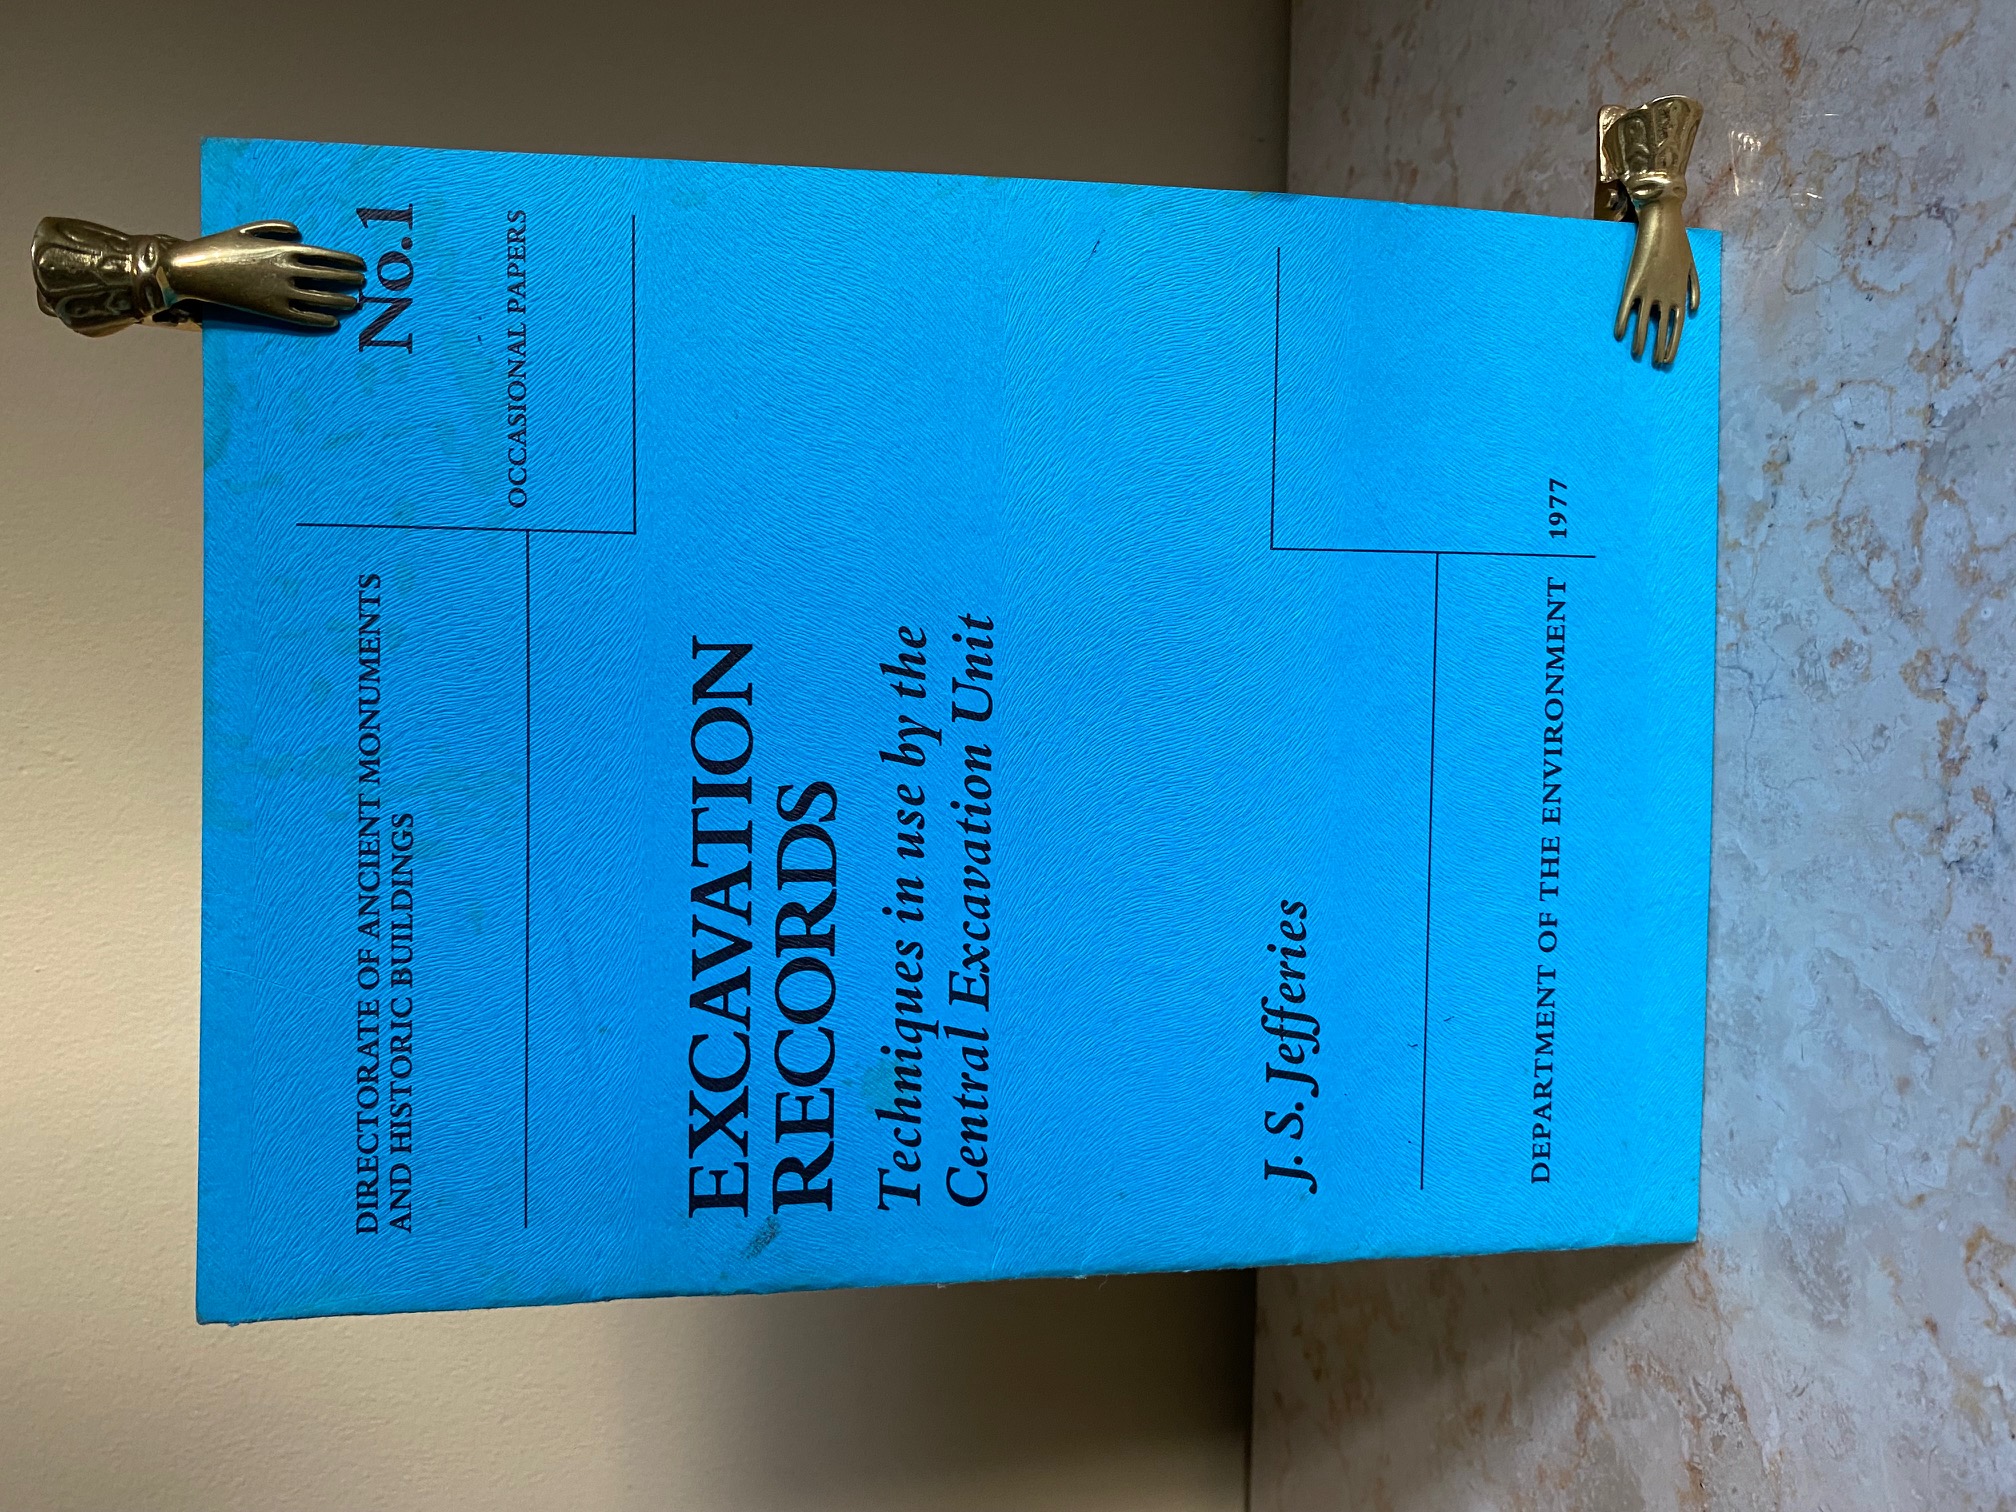 DIRECTORATE OF ANCIENT MONUMENTS
AND HISTORIC BUILDINGS
No.1
OCCASIONAL PAPERS
EXCAVATION
RECORDS
Techniques in use by the
Central Excavation Unit
J. S. Jefferies
DEPARTMENT OF THE ENVIRONMENT
1977